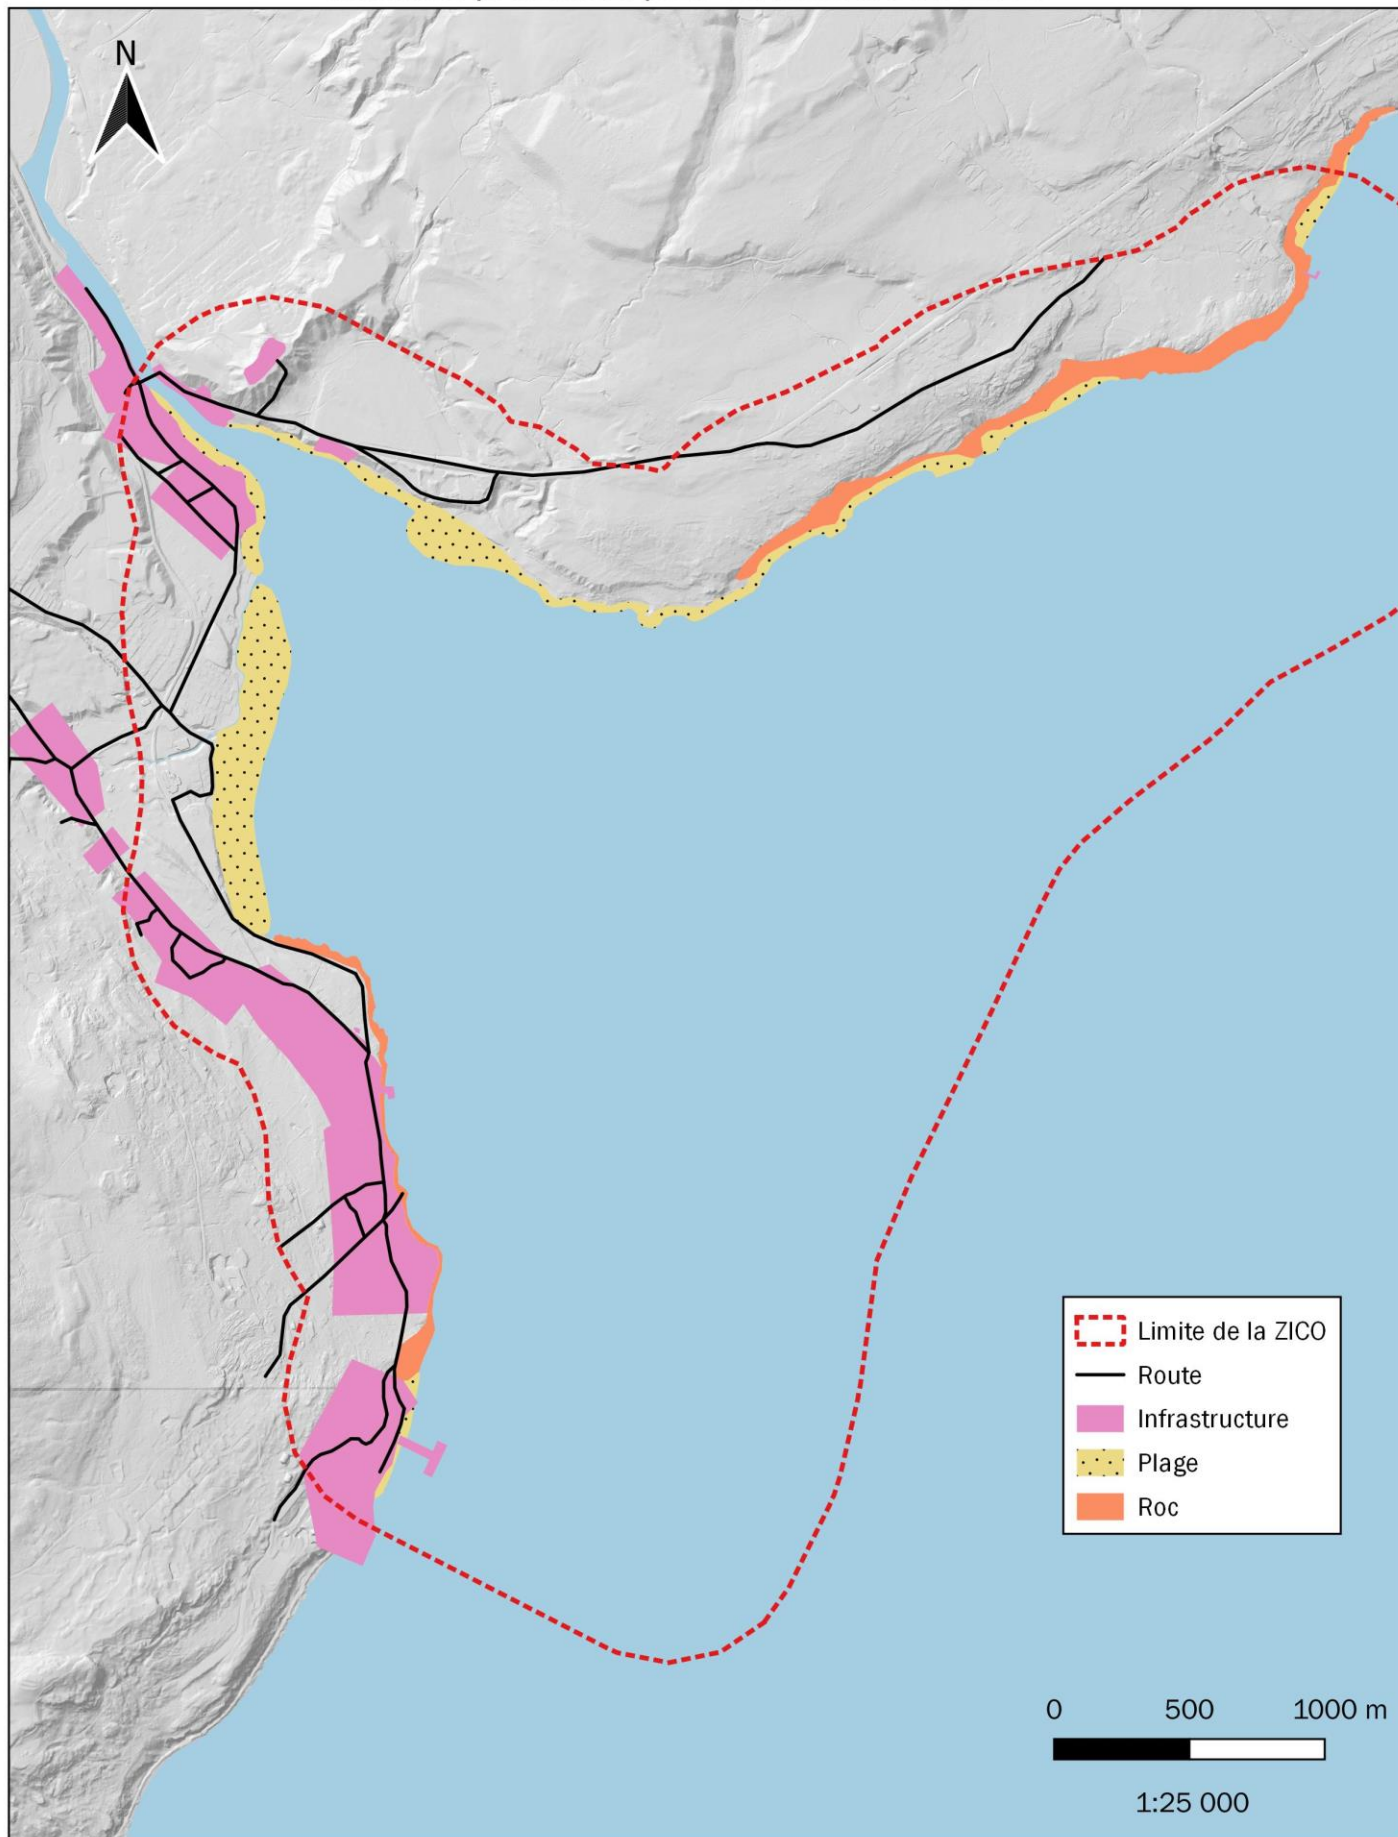 N
Limite de la ZICO
Route
Infrastructure
Plage
Roc
0 500 1000 m
1:25 000